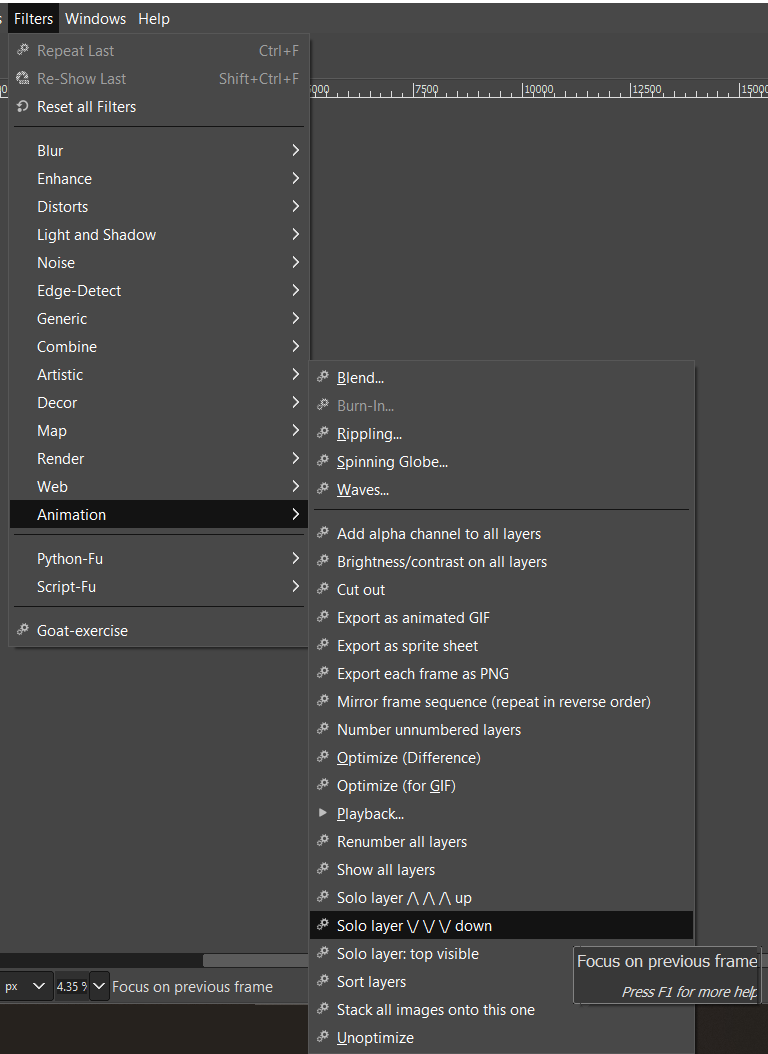 Filters Windows Help
Repeat Last Ctrl+F
Re-Show Last Shift+Ctrl+F
Reset all Filters
7500 10000 12500 15000
Blur
Enhance
Distorts
Light and Shadow
Noise
Edge-Detect
Generic
Combine
Artistic
Decor
Map
Render
Web
Animation
Python-Fu
Script-Fu
Goat-exercise
Blend...
Burn-In...
Rippling...
Spinning Globe...
Waves...
Add alpha channel to all layers
Brightness/contrast on all layers
Cut out
Export as animated GIF
Export as sprite sheet
Export each frame as PNG
Mirror frame sequence (repeat in reverse order)
Number unnumbered layers
Optimize (Difference)
Optimize (for GIF)
Playback...
Renumber all layers
Show all layers
Solo layer /\ /\ /\ up
Solo layer \/ \/ \/ down
Solo layer: top visible
Sort layers
Stack all images onto this one
Unoptimize
Focus on previous frame
Press F1 for more help
px 4.35 % Focus on previous frame